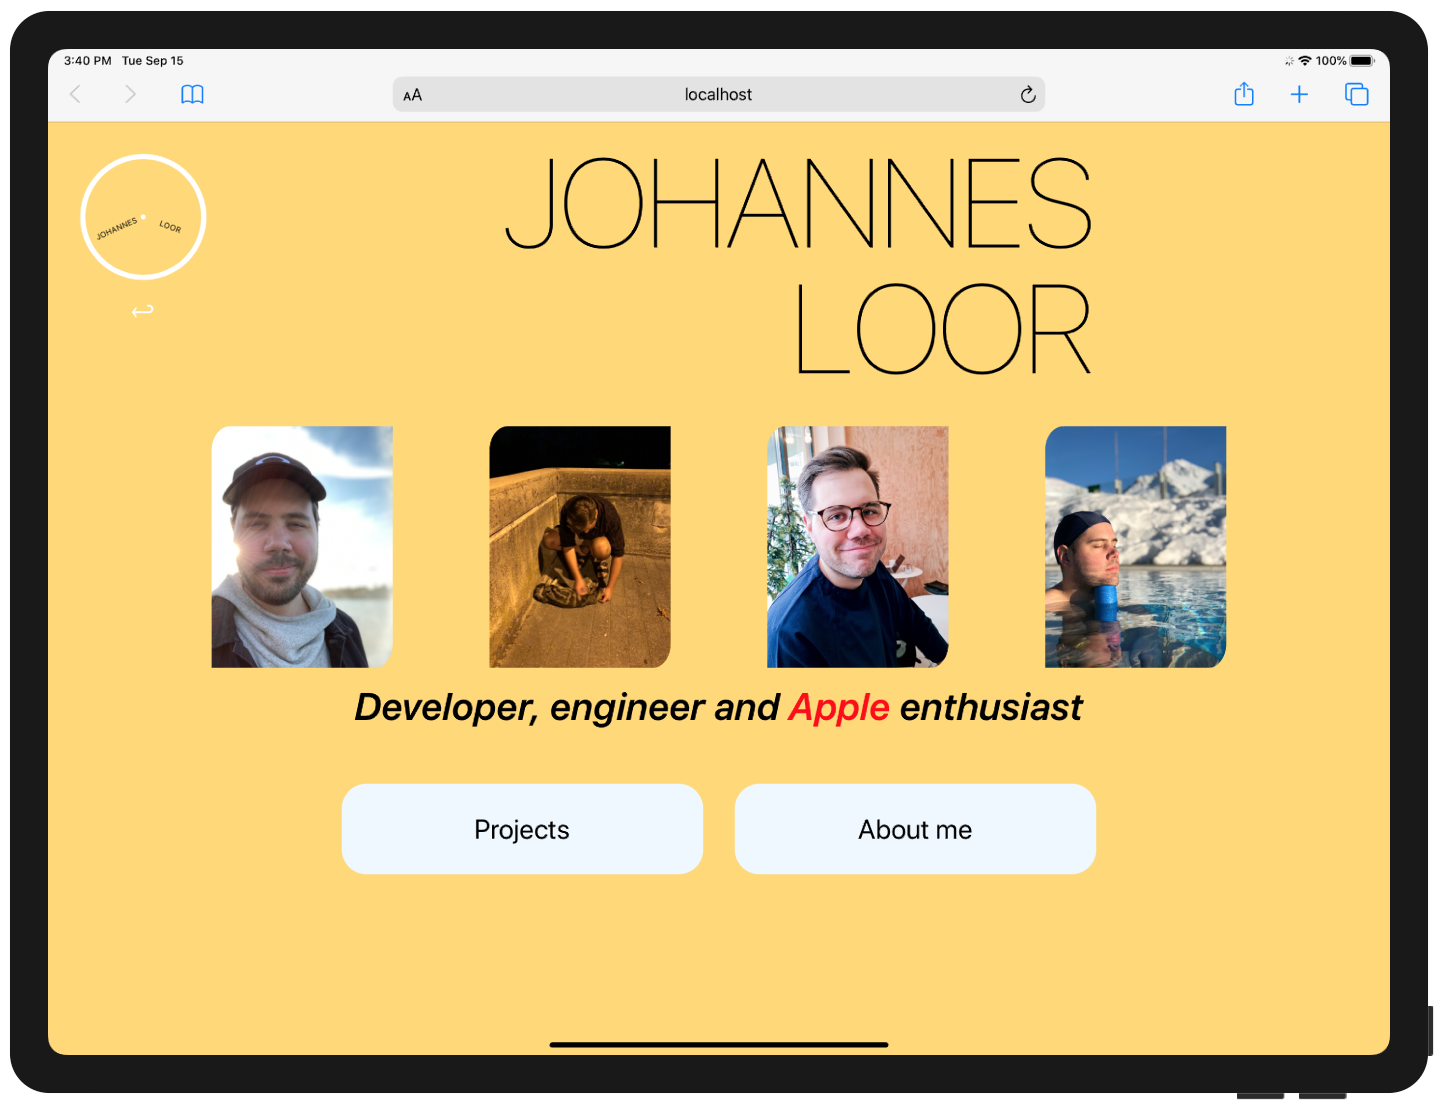 3:40 PM Tue Sep 15
100%
AA
localhost
JOHANNES LOOR
JOHANNES
LOOR
Developer, engineer and Apple enthusiast
Projects
About me